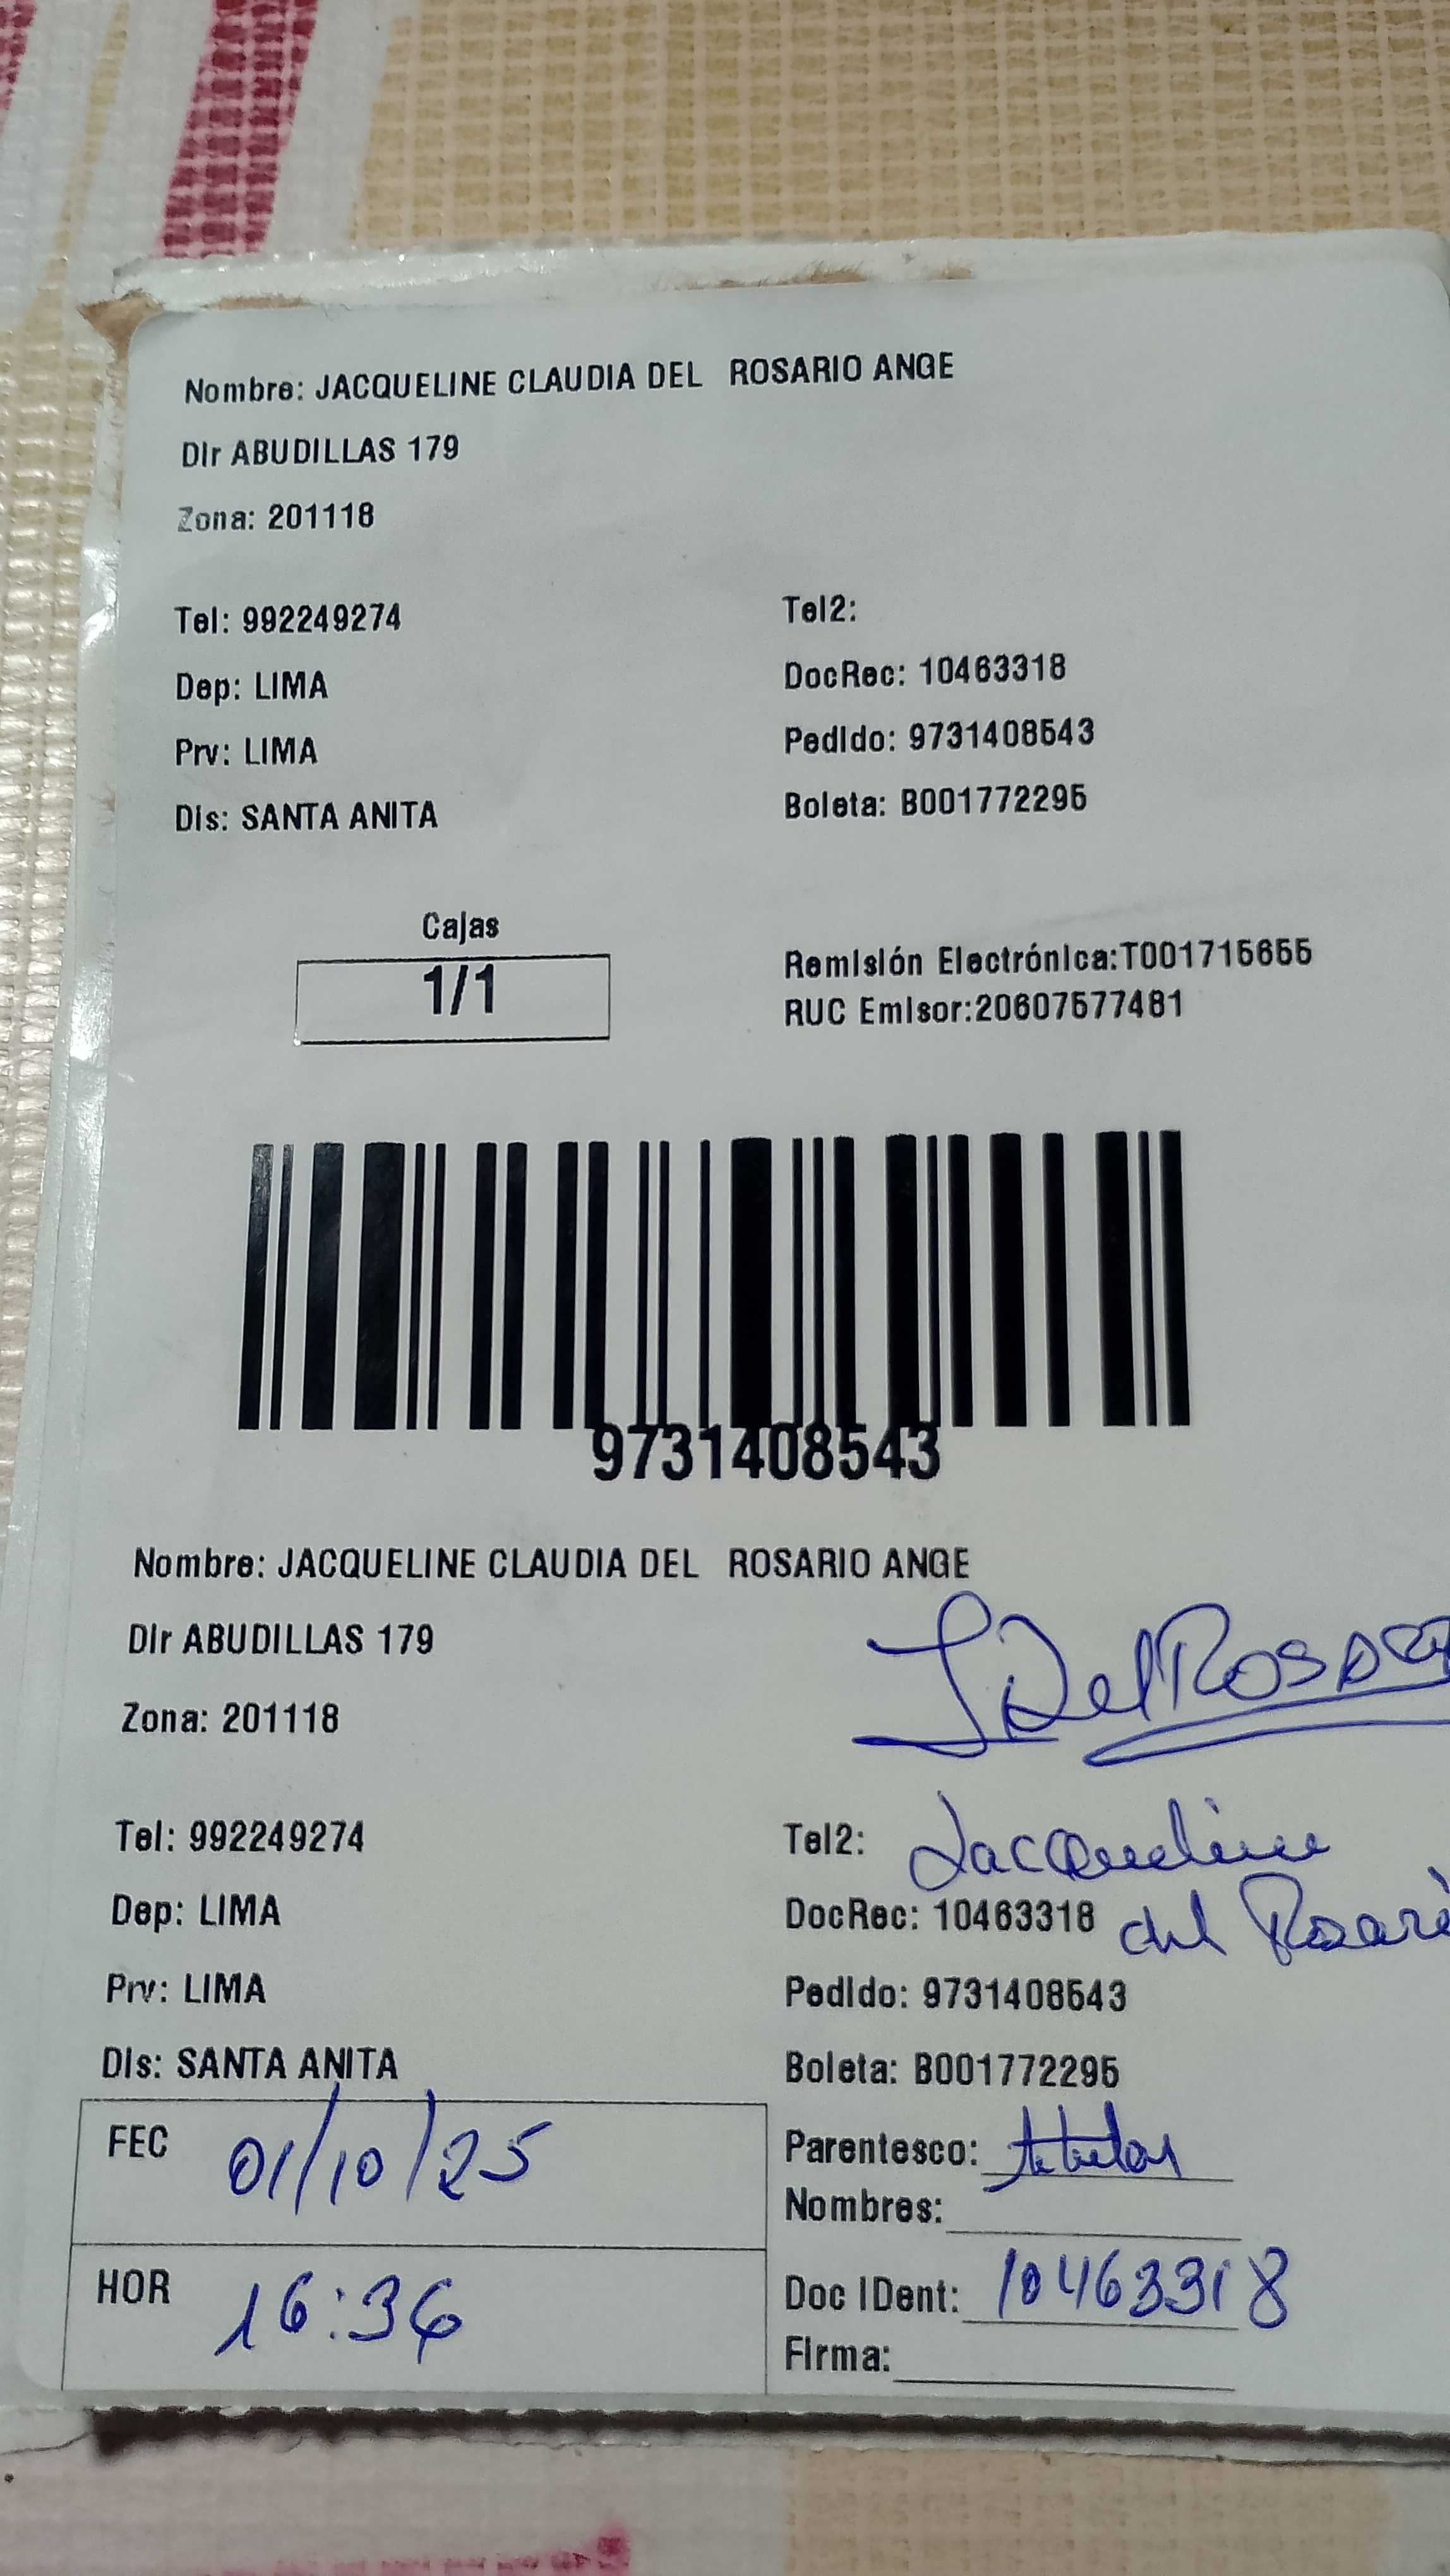 Nombre: JACQUELINE CLAUDIA DEL ROSARIO ANGE
Dir ABUDILLAS 179
Zona: 201118
Tel: 992249274 Tel2:
Dep: LIMA DocRec: 10463318
Prv: LIMA Pedido: 9731408543
Dis: SANTA ANITA Boleta: B001772295
Cajas
1/1
Remisión Electrónica:T001715655
RUC Emisor:20607577481
9731408543
Nombre: JACQUELINE CLAUDIA DEL ROSARIO ANGE
Dir ABUDILLAS 179
Zona: 201118
Tel: 992249274 Tel2: Jacqueline
Dep: LIMA DocRec: 10463318 del
Prv: LIMA Pedido: 9731408543
Dis: SANTA ANITA Boleta: B001772295
FEC 01/10/25
Parentesco: titular
Nombres:
HOR 16:36
Doc IDent: 10463318
Firma: